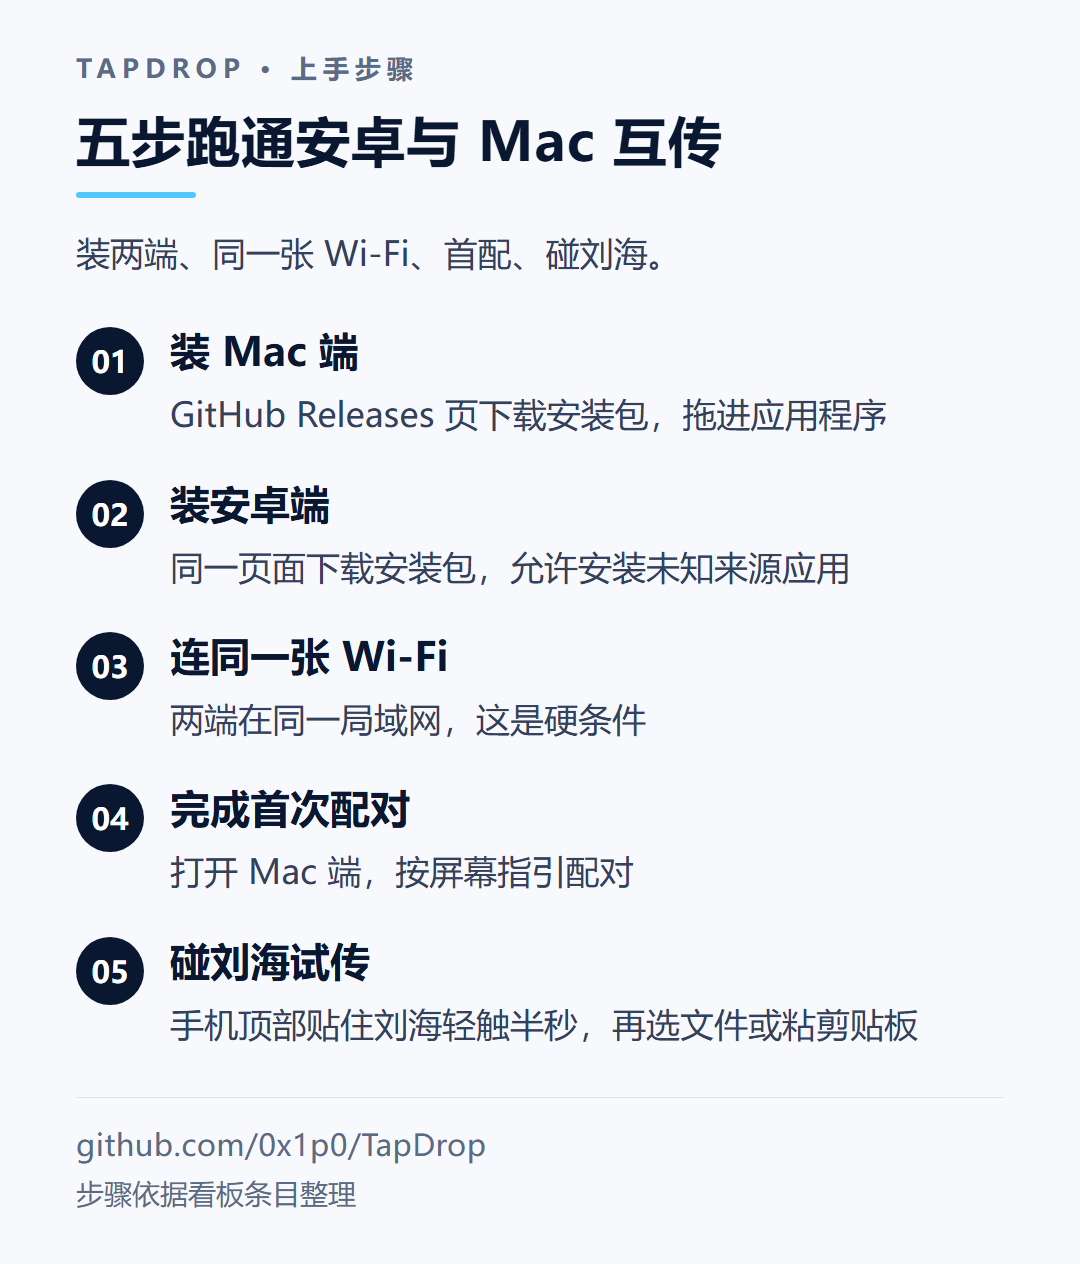 TAPDROP • 上手步骤
五步跑通安卓与 Mac 互传
装两端、同一张 Wi-Fi、首配、碰刘海。
01 装 Mac 端
GitHub Releases 页下载安装包，拖进应用程序
02 装安卓端
同一页面下载安装包，允许安装未知来源应用
03 连同一张 Wi-Fi
两端在同一局域网，这是硬条件
04 完成首次配对
打开 Mac 端，按屏幕指引配对
05 碰刘海试传
手机顶部贴住刘海轻触半秒，再选文件或粘剪贴板
github.com/0x1p0/TapDrop
步骤依据看板条目整理